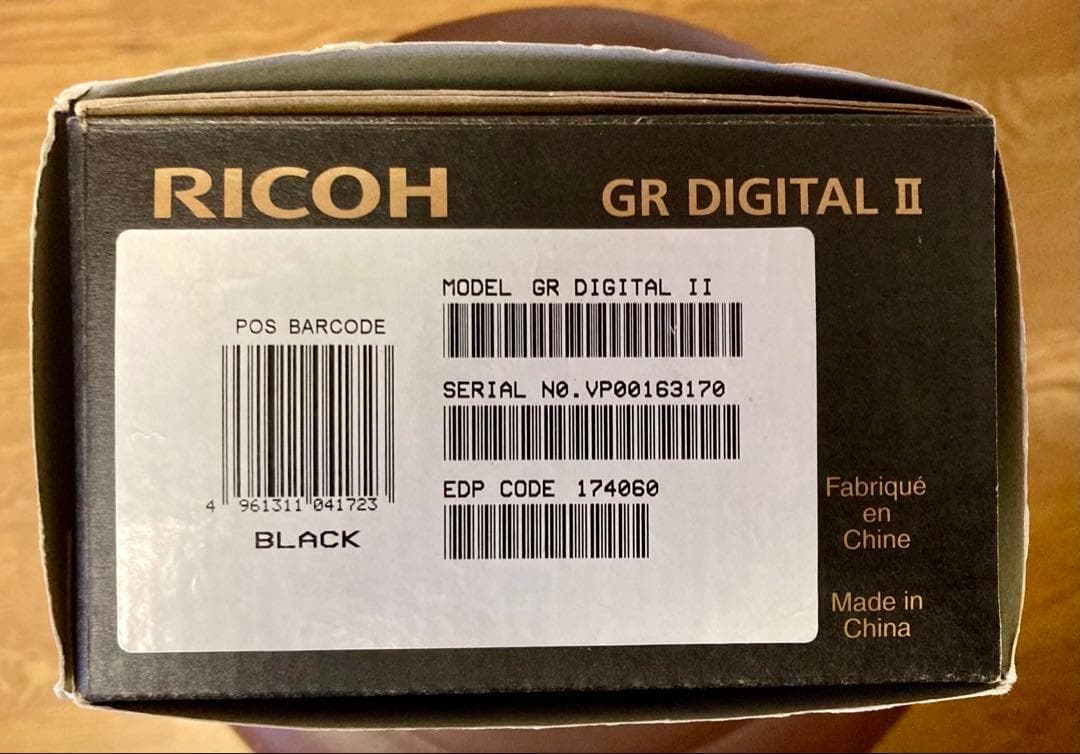 RICOH
GR DIGITAL II
MODEL GR DIGITAL II
POS BARCODE
SERIAL NO.VP00163170
EDP CODE 174060
4 961311 041723
BLACK
Fabriqué
en
Chine
Made in
China